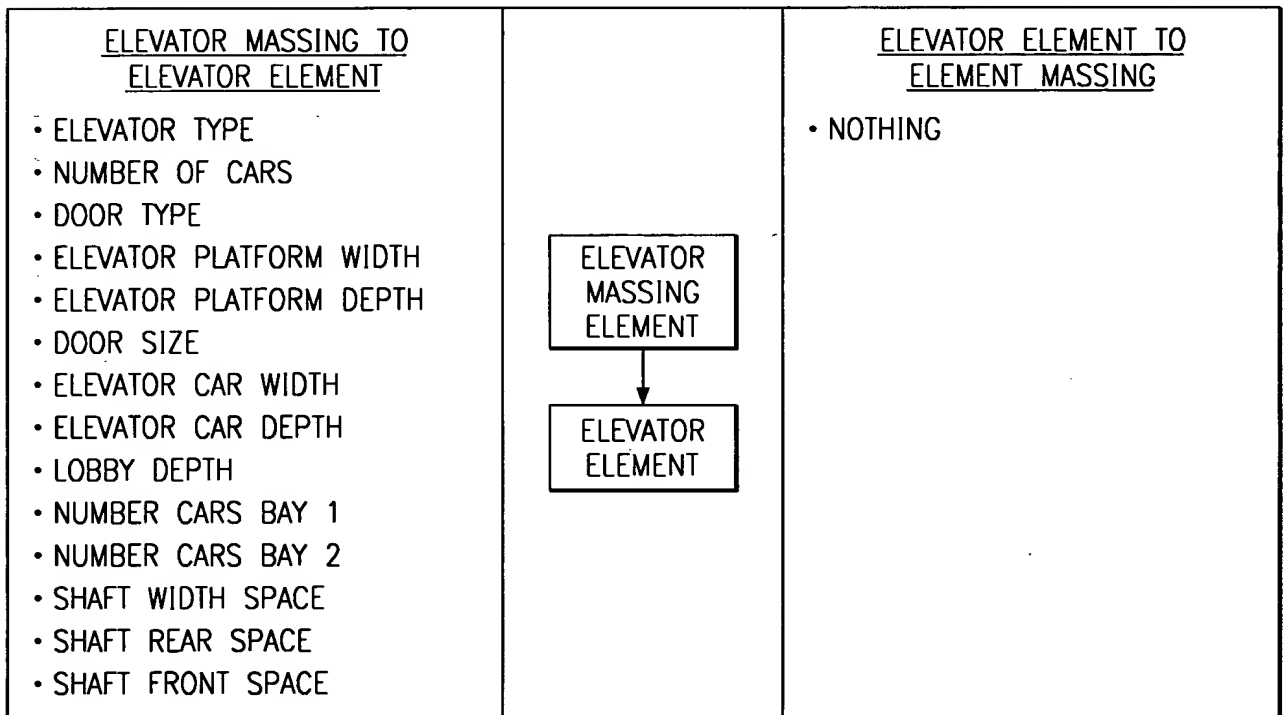 ELEVATOR MASSING TO
ELEVATOR ELEMENT
• ELEVATOR TYPE
• NUMBER OF CARS
• DOOR TYPE
• ELEVATOR PLATFORM WIDTH
• ELEVATOR PLATFORM DEPTH
• DOOR SIZE
• ELEVATOR CAR WIDTH
• ELEVATOR CAR DEPTH
• LOBBY DEPTH
• NUMBER CARS BAY 1
• NUMBER CARS BAY 2
• SHAFT WIDTH SPACE
• SHAFT REAR SPACE
• SHAFT FRONT SPACE
ELEVATOR
MASSING
ELEMENT
ELEVATOR
ELEMENT
ELEVATOR ELEMENT TO
ELEMENT MASSING
• NOTHING